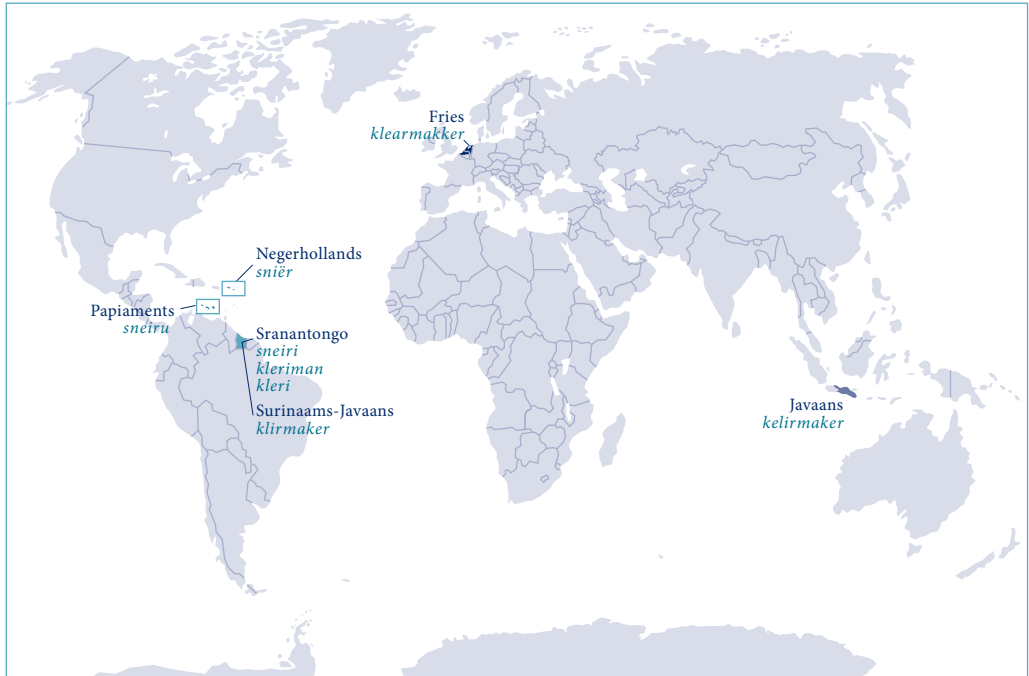 Fries
klearmakker
Negerhollands
sniër
Papiaments
sneiru
Sranantongo
sneiri
kleriman
kleri
Surinaams-Javaans
klirmaker
Javaans
kelirmaker